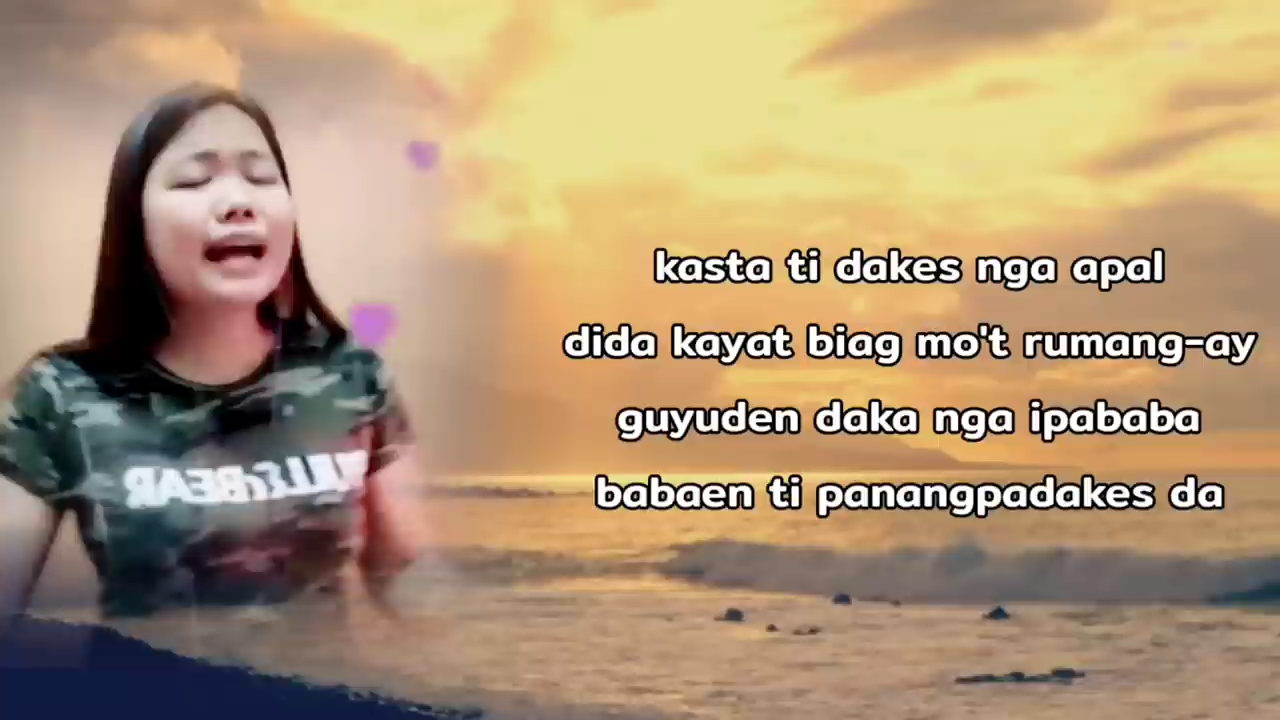 kasta ti dakes nga apal
dida kayat biag mo't rumang-ay
guyuden daka nga ipababa
babaen ti panangpadakes da